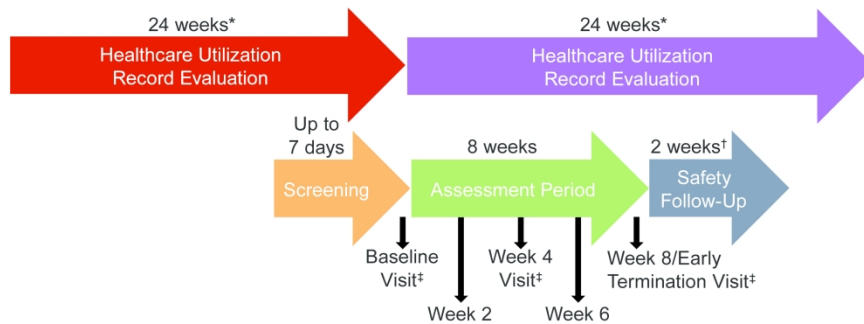 24 weeks*
Healthcare Utilization
Record Evaluation
24 weeks*
Healthcare Utilization
Record Evaluation
Up to
7 days
Screening
8 weeks
Assessment Period
2 weeks†
Safety
Follow-Up
Baseline
Visit‡
Week 2
Week 4
Visit‡
Week 6
Week 8/Early
Termination Visit‡